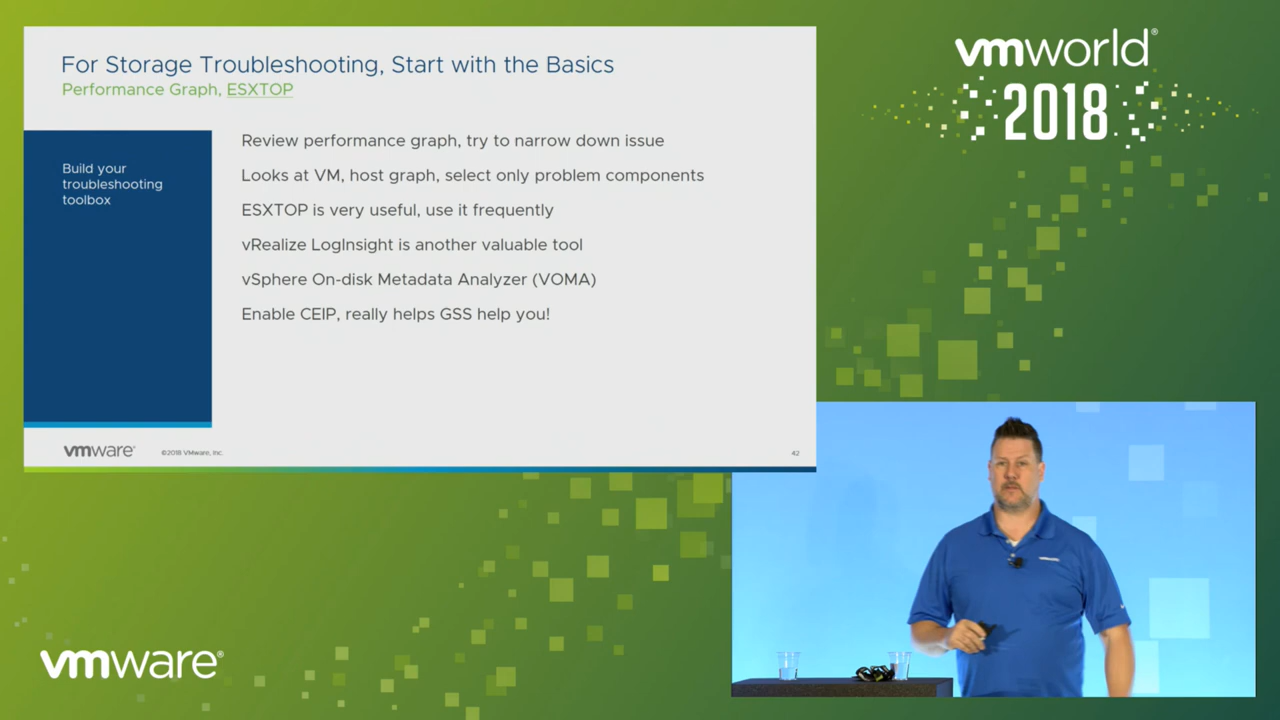 For Storage Troubleshooting, Start with the Basics
Performance Graph, ESXTOP
Build your
troubleshooting
toolbox
Review performance graph, try to narrow down issue
Looks at VM, host graph, select only problem components
ESXTOP is very useful, use it frequently
vRealize LogInsight is another valuable tool
vSphere On-disk Metadata Analyzer (VOMA)
Enable CEIP, really helps GSS help you!
vmware®
©2018 VMware, Inc.
42
vmworld®
2018
vmware®